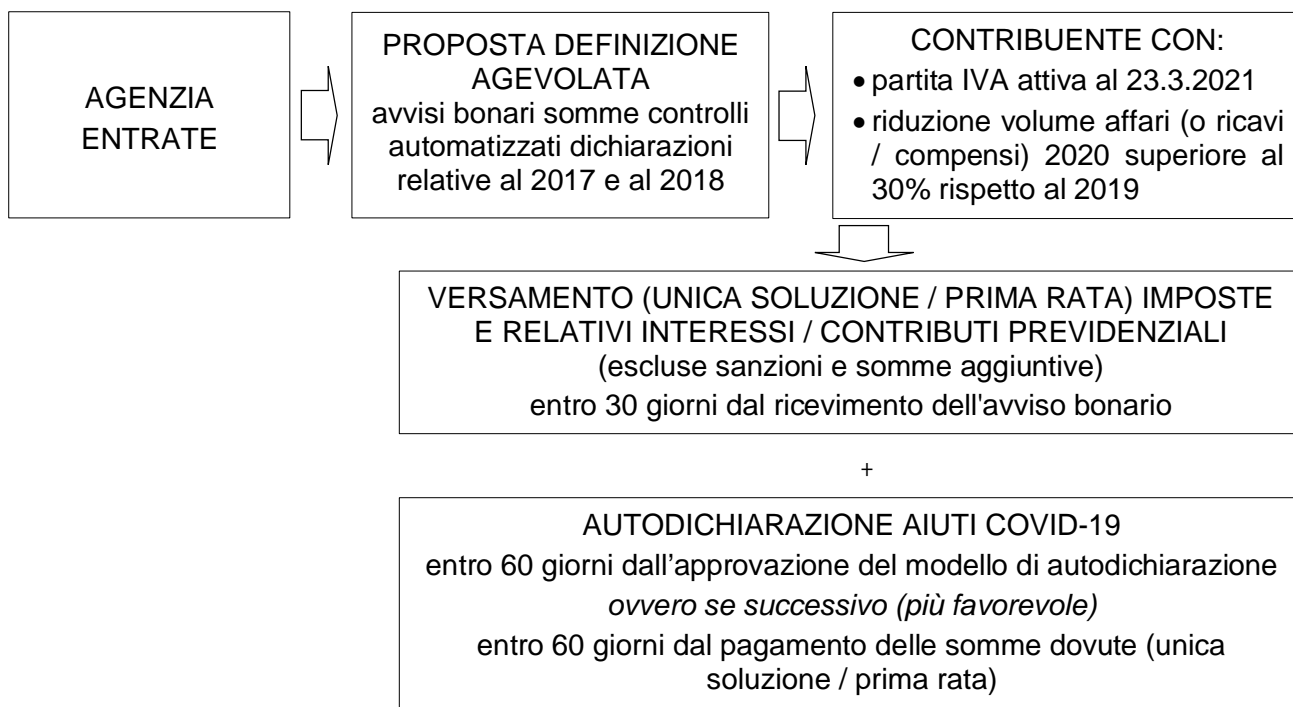 AGENZIA
ENTRATE
PROPOSTA DEFINIZIONE
AGEVOLATA
avvisi bonari somme controlli
automatizzati dichiarazioni
relative al 2017 e al 2018
CONTRIBUENTE CON:
• partita IVA attiva al 23.3.2021
• riduzione volume affari (o ricavi
/ compensi) 2020 superiore al
30% rispetto al 2019
VERSAMENTO (UNICA SOLUZIONE / PRIMA RATA) IMPOSTE
E RELATIVI INTERESSI / CONTRIBUTI PREVIDENZIALI
(escluse sanzioni e somme aggiuntive)
entro 30 giorni dal ricevimento dell'avviso bonario
+
AUTODICHIARAZIONE AIUTI COVID-19
entro 60 giorni dall’approvazione del modello di autodichiarazione
ovvero se successivo (più favorevole)
entro 60 giorni dal pagamento delle somme dovute (unica
soluzione / prima rata)